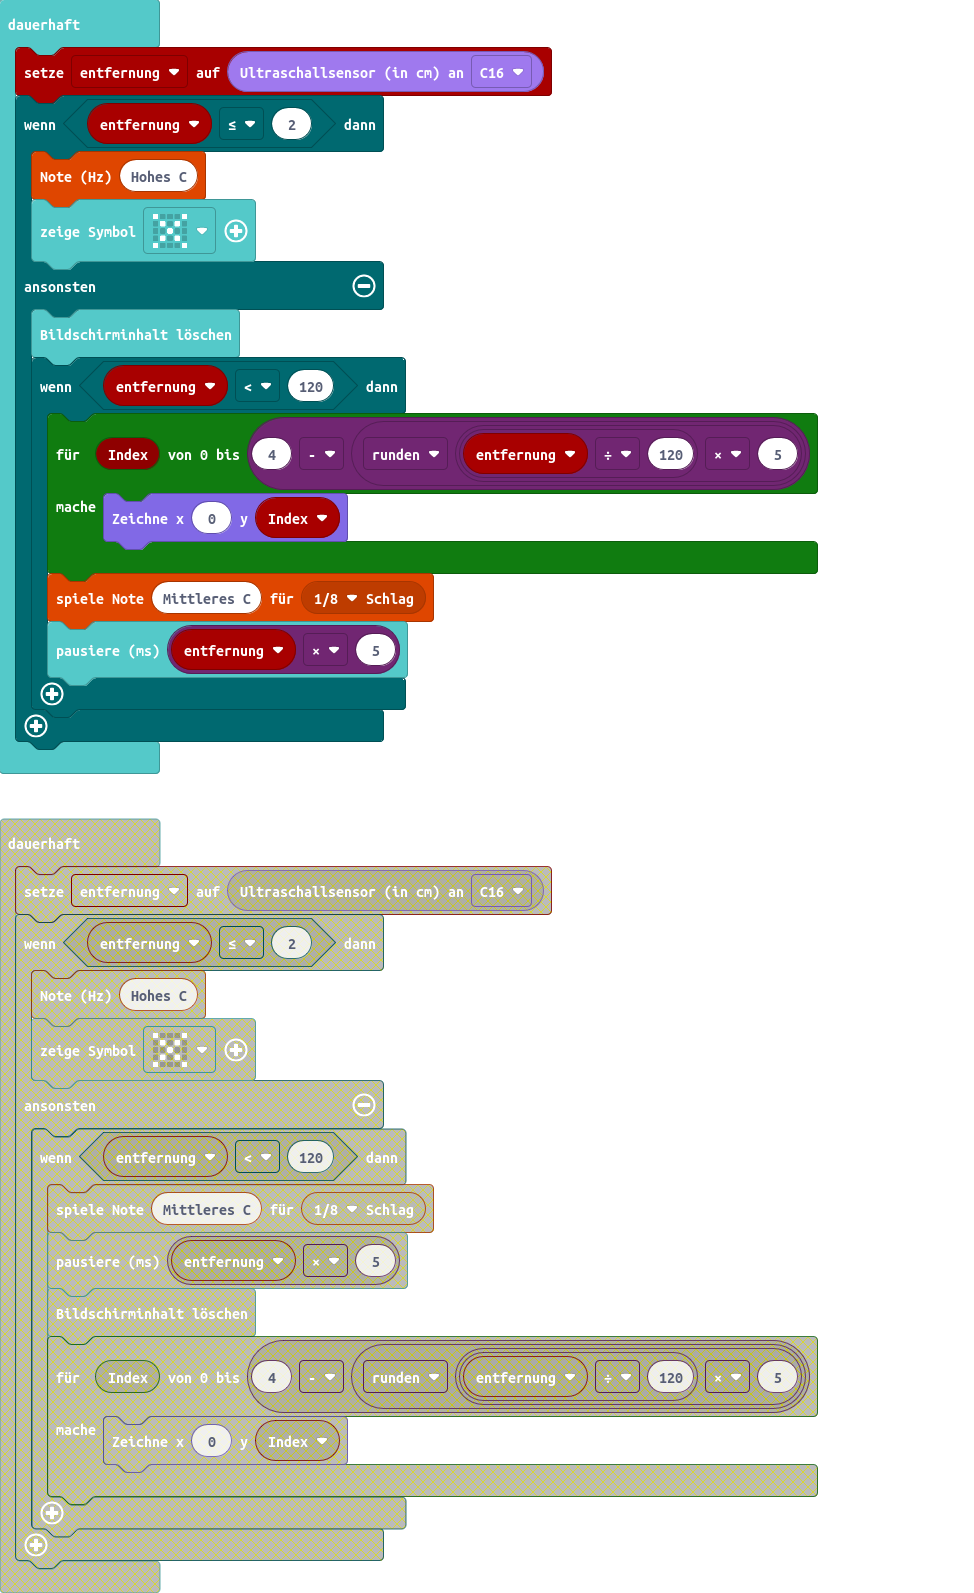 dauerhaft
setze entfernung auf Ultraschallsensor (in cm) an C16
wenn entfernung ≤ 2 dann
Note (Hz) Hohes C
zeige Symbol
ansonsten
Bildschirminhalt löschen
wenn entfernung < 120 dann
für Index von 0 bis 4 - runden entfernung ÷ 120 × 5
mache Zeichne x 0 y Index
spiele Note Mittleres C für 1/8 Schlag
pausiere (ms) entfernung × 5
dauerhaft
setze entfernung auf Ultraschallsensor (in cm) an C16
wenn entfernung ≤ 2 dann
Note (Hz) Hohes C
zeige Symbol
ansonsten
wenn entfernung < 120 dann
spiele Note Mittleres C für 1/8 Schlag
pausiere (ms) entfernung × 5
Bildschirminhalt löschen
für Index von 0 bis 4 - runden entfernung ÷ 120 × 5
mache Zeichne x 0 y Index